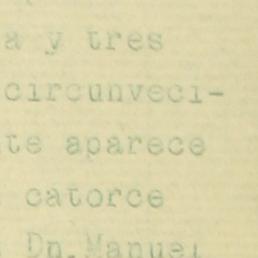 a y tres
circunveci-
te aparece
catorce
Dn. Manuel